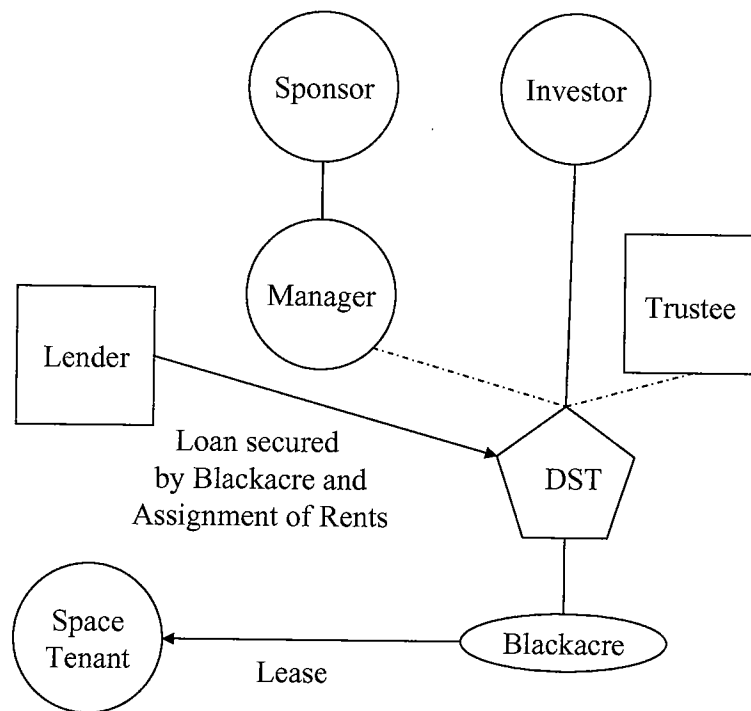 Sponsor
Investor
Manager
Trustee
Lender
Loan secured
by Blackacre and
Assignment of Rents
DST
Space
Tenant
Lease
Blackacre